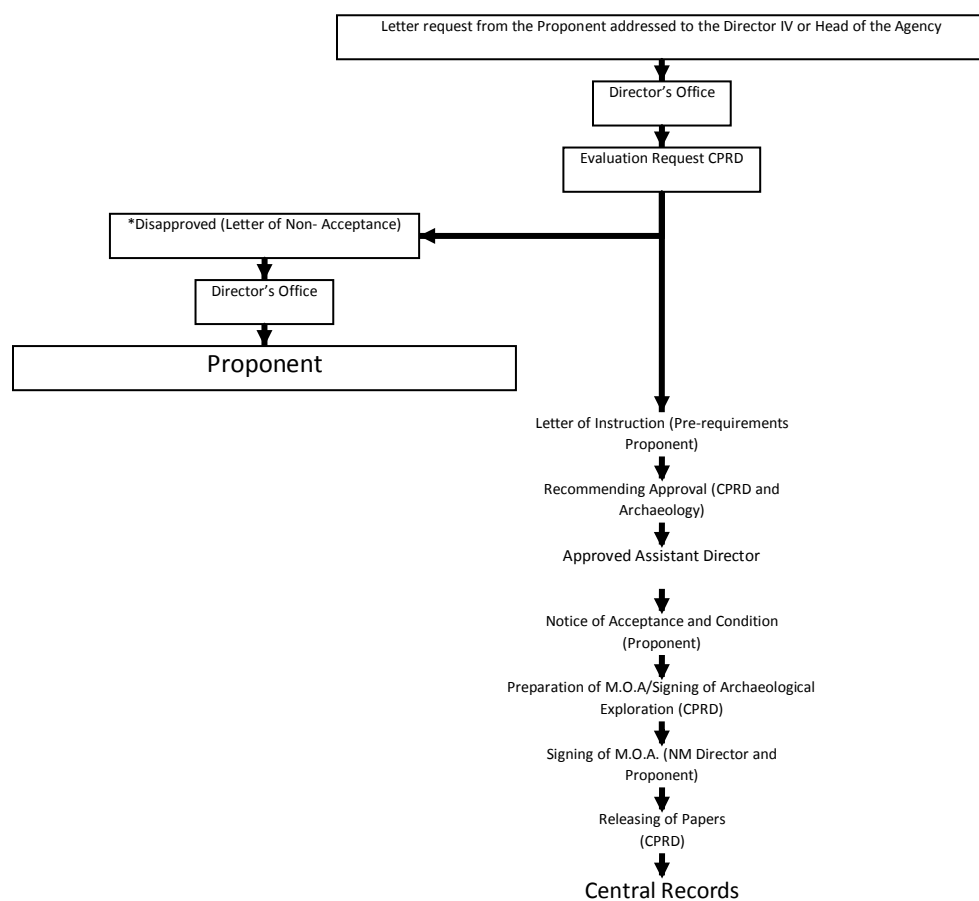 Letter request from the Proponent addressed to the Director IV or Head of the Agency
Director’s Office
Evaluation Request CPRD
*Disapproved (Letter of Non- Acceptance)
Director’s Office
Proponent
Letter of Instruction (Pre-requirements
Proponent)
Recommending Approval (CPRD and
Archaeology)
Approved Assistant Director
Notice of Acceptance and Condition
(Proponent)
Preparation of M.O.A/Signing of Archaeological
Exploration (CPRD)
Signing of M.O.A. (NM Director and
Proponent)
Releasing of Papers
(CPRD)
Central Records